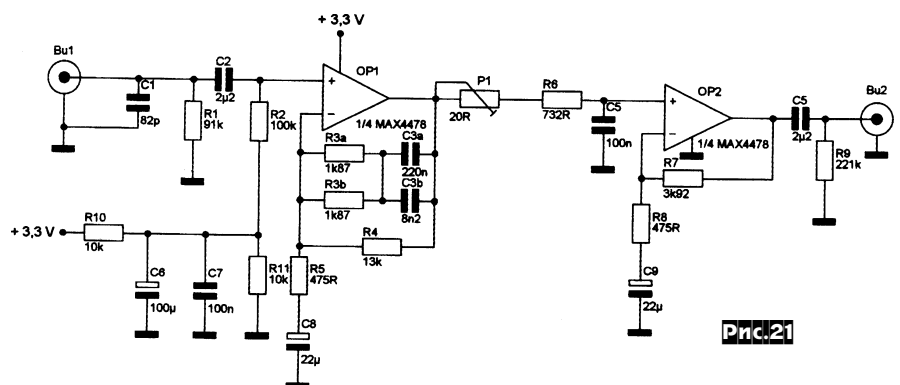 + 3,3 V
Bu1
C1
82p
R1
91k
C2
2µ2
R2
100k
OP1
+
−
1/4 MAX4478
R3a
1k87
C3a
220n
R3b
1k87
C3b
8n2
R4
13k
P1
20R
R6
732R
C5
100n
OP2
+
−
1/4 MAX4478
C5
2µ2
Bu2
R9
221k
R7
3k92
R8
475R
C9
22µ
+ 3,3 V
R10
10k
C6
100µ
C7
100n
R11
10k
R5
475R
C8
22µ
Рис.21